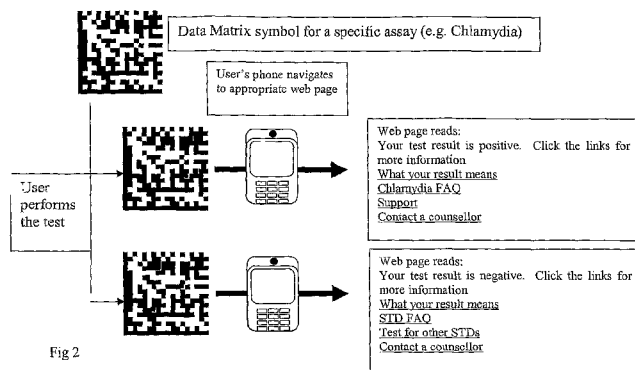 Data Matrix symbol for a specific assay (e.g. Chlamydia)
User's phone navigates
to appropriate web page
User
performs
the test
Web page reads:
Your test result is positive. Click the links for
more information
What your result means
Chlamydia FAQ
Support
Contact a counsellor
Web page reads:
Your test result is negative. Click the links for
more information
What your result means
STD FAQ
Test for other STDs
Contact a counsellor
Fig 2